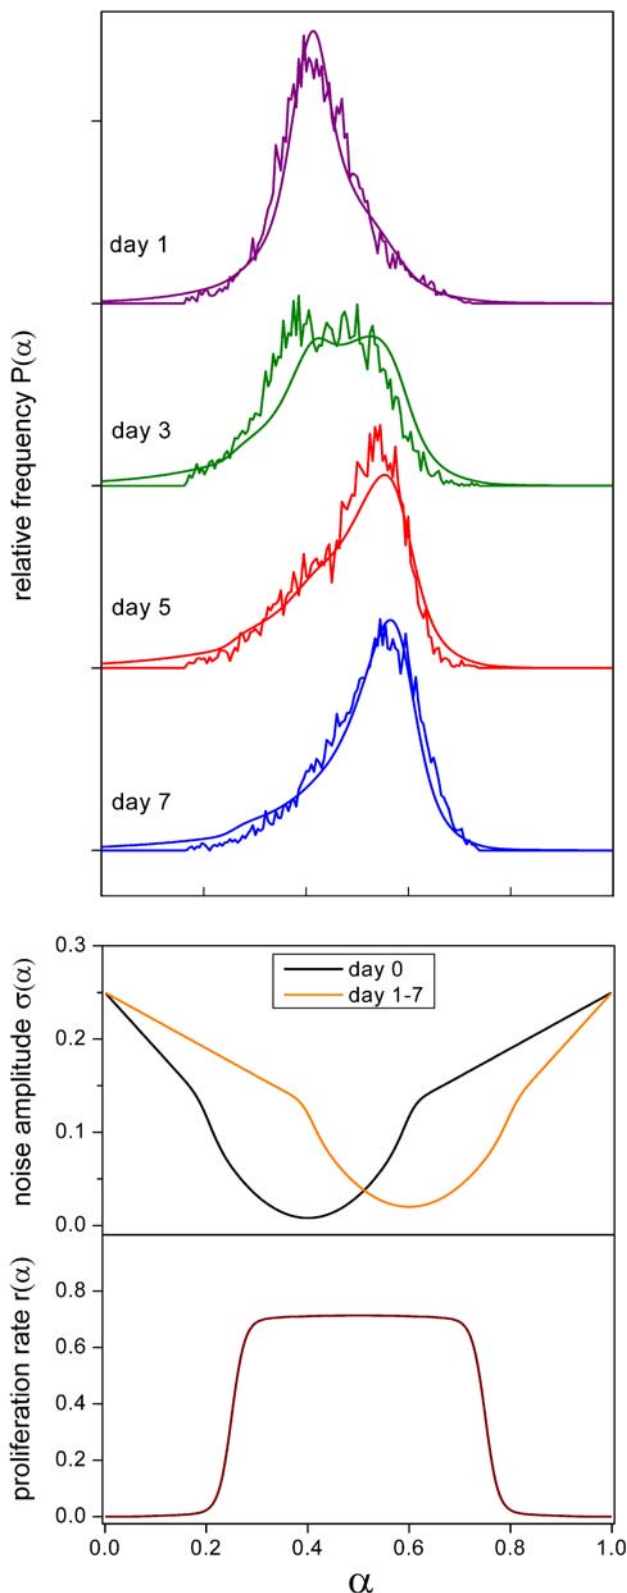 relative frequency P(α)
day 1
day 3
day 5
day 7
noise amplitude σ(α)
0.3
0.2
0.1
0.0
day 0
day 1-7
proliferation rate r(α)
0.8
0.6
0.4
0.2
0.0
0.0 0.2 0.4 0.6 0.8 1.0
α